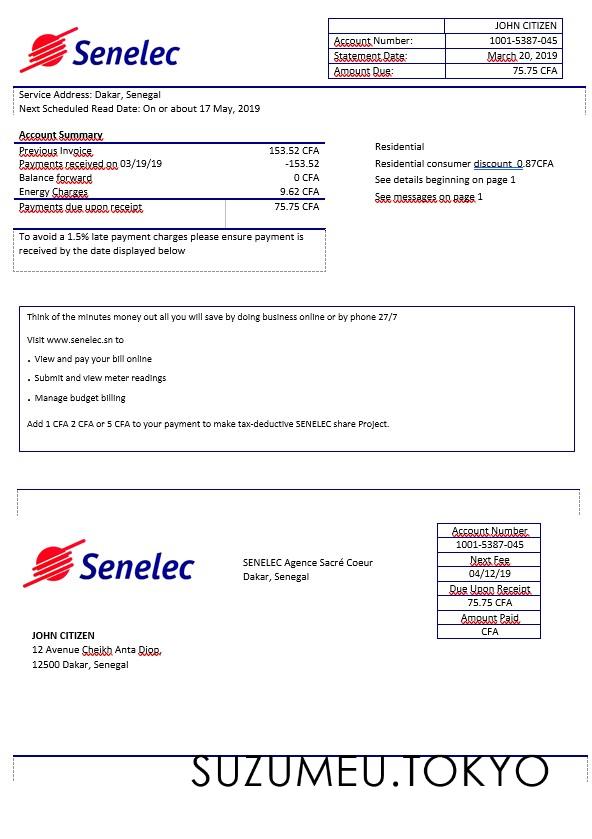 Senelec
JOHN CITIZEN
Account Number: 1001-5387-045
Statement Date: March 20, 2019
Amount Due: 75.75 CFA
Service Address: Dakar, Senegal
Next Scheduled Read Date: On or about 17 May, 2019
Account Summary
Previous Invoice 153.52 CFA
Payments received on 03/19/19 -153.52
Balance forward 0 CFA
Energy Charges 9.62 CFA
Payments due upon receipt 75.75 CFA
To avoid a 1.5% late payment charges please ensure payment is
received by the date displayed below
Residential
Residential consumer discount 0.87CFA
See details beginning on page 1
See messages on page 1
Think of the minutes money out all you will save by doing business online or by phone 27/7
Visit www.senelec.sn to
. View and pay your bill online
. Submit and view meter readings
. Manage budget billing
Add 1 CFA 2 CFA or 5 CFA to your payment to make tax-deductive SENELEC share Project.
Senelec
SENELEC Agence Sacré Coeur
Dakar, Senegal
Account Number
1001-5387-045
Next Fee
04/12/19
Due Upon Receipt
75.75 CFA
Amount Paid
CFA
JOHN CITIZEN
12 Avenue Cheikh Anta Diop,
12500 Dakar, Senegal
SUZUMEU.TOKYO